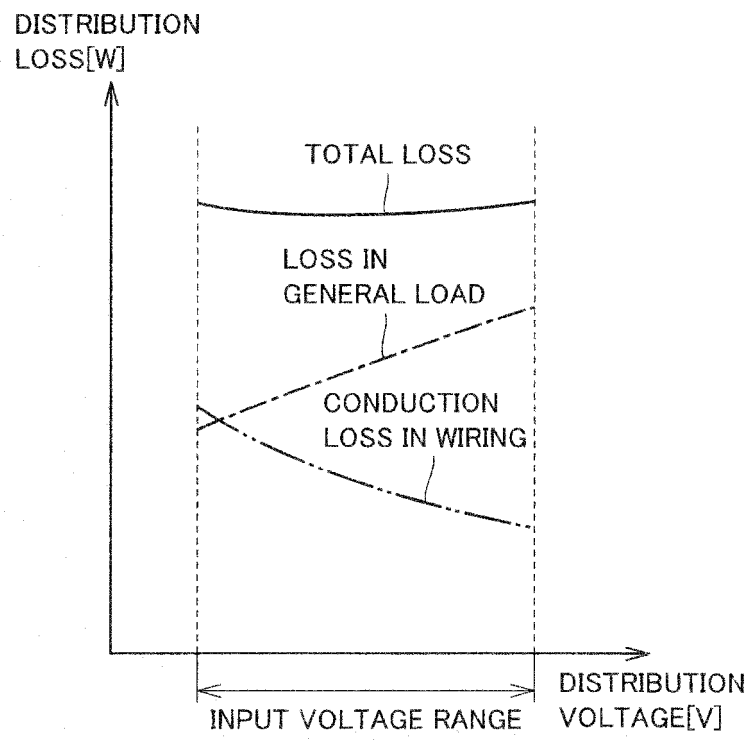 DISTRIBUTION
LOSS[W]
TOTAL LOSS
LOSS IN
GENERAL LOAD
CONDUCTION
LOSS IN WIRING
DISTRIBUTION
VOLTAGE[V]
INPUT VOLTAGE RANGE